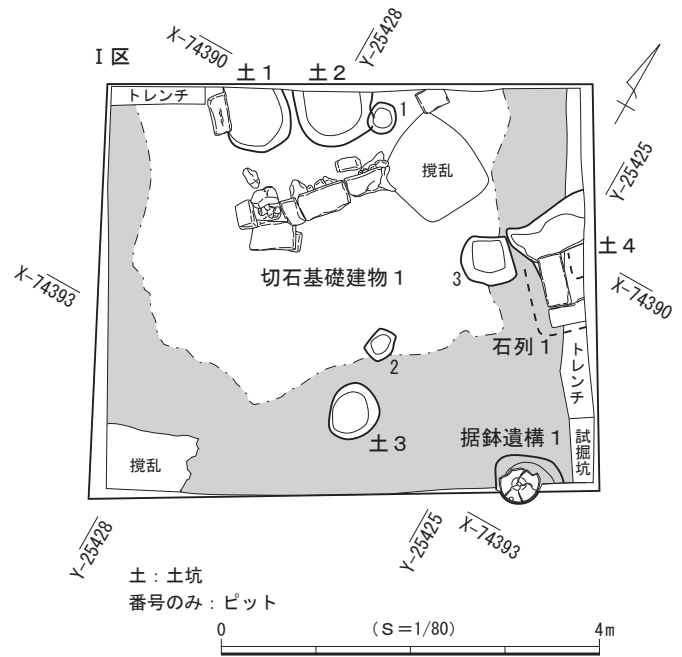 Ⅰ区
X-74390
Y-25428
土1
土2
トレンチ
1
撹乱
Y-25425
土4
X-74393
切石基礎建物1
3
X-74390
石列1
トレンチ
2
土3
据鉢遺構1
試掘坑
撹乱
Y-25428
Y-25425
X-74393
土：土坑
番号のみ：ピット
0
(S=1/80)
4m